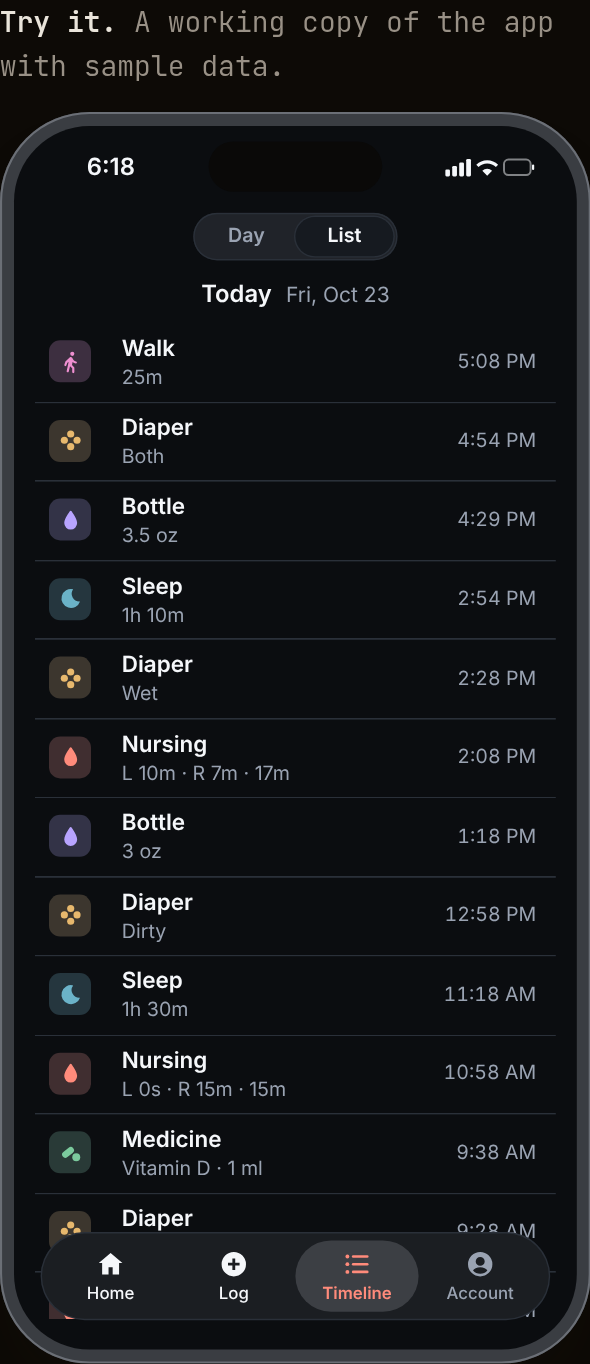 Try it. A working copy of the app
with sample data.
6:18
Day List
Today Fri, Oct 23
Walk
25m
5:08 PM
Diaper
Both
4:54 PM
Bottle
3.5 oz
4:29 PM
Sleep
1h 10m
2:54 PM
Diaper
Wet
2:28 PM
Nursing
L 10m · R 7m · 17m
2:08 PM
Bottle
3 oz
1:18 PM
Diaper
Dirty
12:58 PM
Sleep
1h 30m
11:18 AM
Nursing
L 0s · R 15m · 15m
10:58 AM
Medicine
Vitamin D · 1 ml
9:38 AM
Diaper
9:28 AM
Home Log Timeline Account